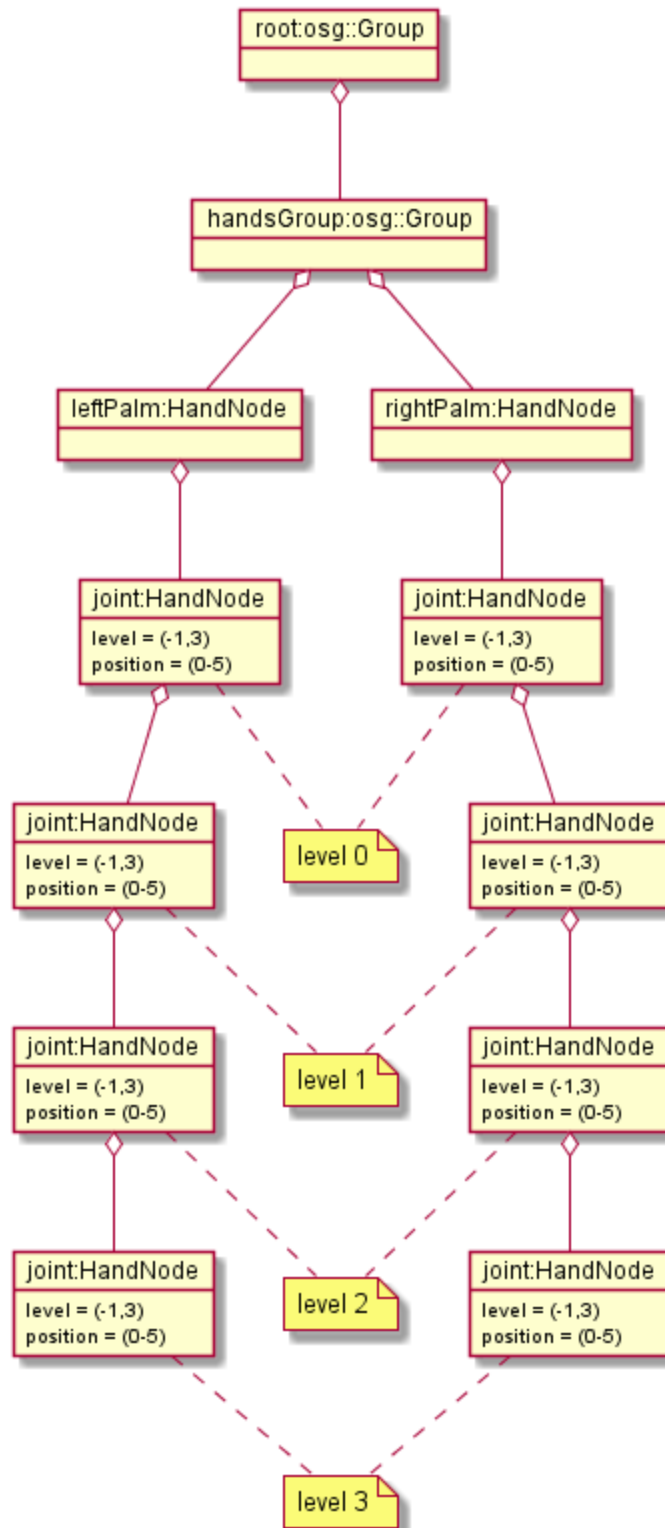 root:osg::Group
handsGroup:osg::Group
leftPalm:HandNode
rightPalm:HandNode
joint:HandNode
level = (-1,3)
position = (0-5)
joint:HandNode
level = (-1,3)
position = (0-5)
joint:HandNode
level = (-1,3)
position = (0-5)
level 0
joint:HandNode
level = (-1,3)
position = (0-5)
joint:HandNode
level = (-1,3)
position = (0-5)
level 1
joint:HandNode
level = (-1,3)
position = (0-5)
joint:HandNode
level = (-1,3)
position = (0-5)
level 2
joint:HandNode
level = (-1,3)
position = (0-5)
level 3